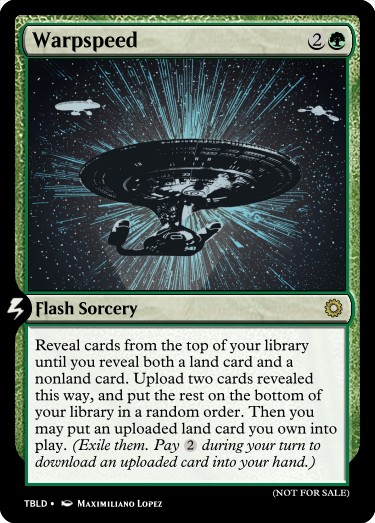 Warpspeed 2
Flash Sorcery
Reveal cards from the top of your library
until you reveal both a land card and a
nonland card. Upload two cards revealed
this way, and put the rest on the bottom of
your library in a random order. Then you
may put an uploaded land card you own into
play. (Exile them. Pay 2 during your turn to
download an uploaded card into your hand.)
(NOT FOR SALE)
TBLD • Maximiliano Lopez